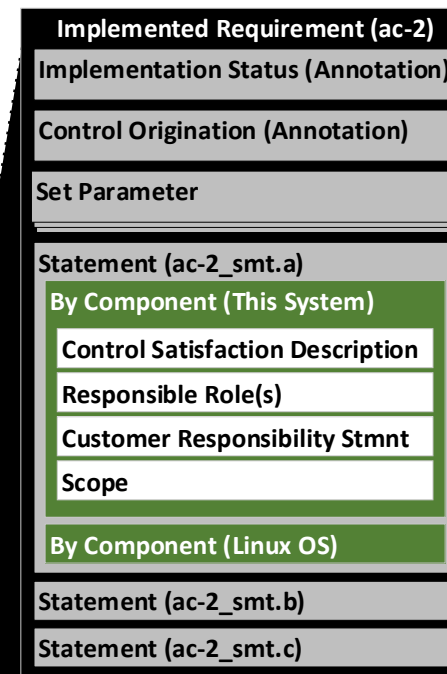 Implemented Requirement (ac-2)
Implementation Status (Annotation)
Control Origination (Annotation)
Set Parameter
Statement (ac-2_smt.a)
By Component (This System)
Control Satisfaction Description
Responsible Role(s)
Customer Responsibility Stmnt
Scope
By Component (Linux OS)
Statement (ac-2_smt.b)
Statement (ac-2_smt.c)